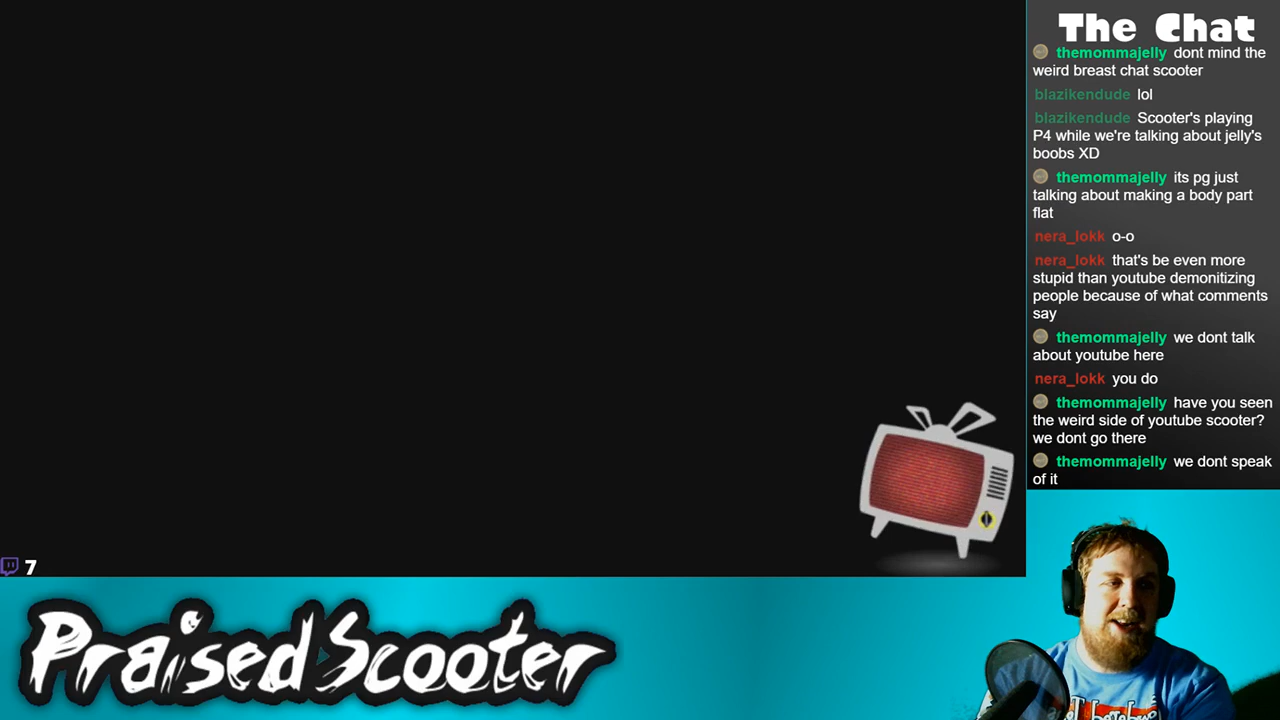 The Chat
themommajelly dont mind the
weird breast chat scooter
blazikendude lol
blazikendude Scooter's playing
P4 while we're talking about jelly's
boobs XD
themommajelly its pg just
talking about making a body part
flat
nera_lokk o-o
nera_lokk that's be even more
stupid than youtube demonitizing
people because of what comments
say
themommajelly we dont talk
about youtube here
nera_lokk you do
themommajelly have you seen
the weird side of youtube scooter?
we dont go there
themommajelly we dont speak
of it
7
PraisedScooter